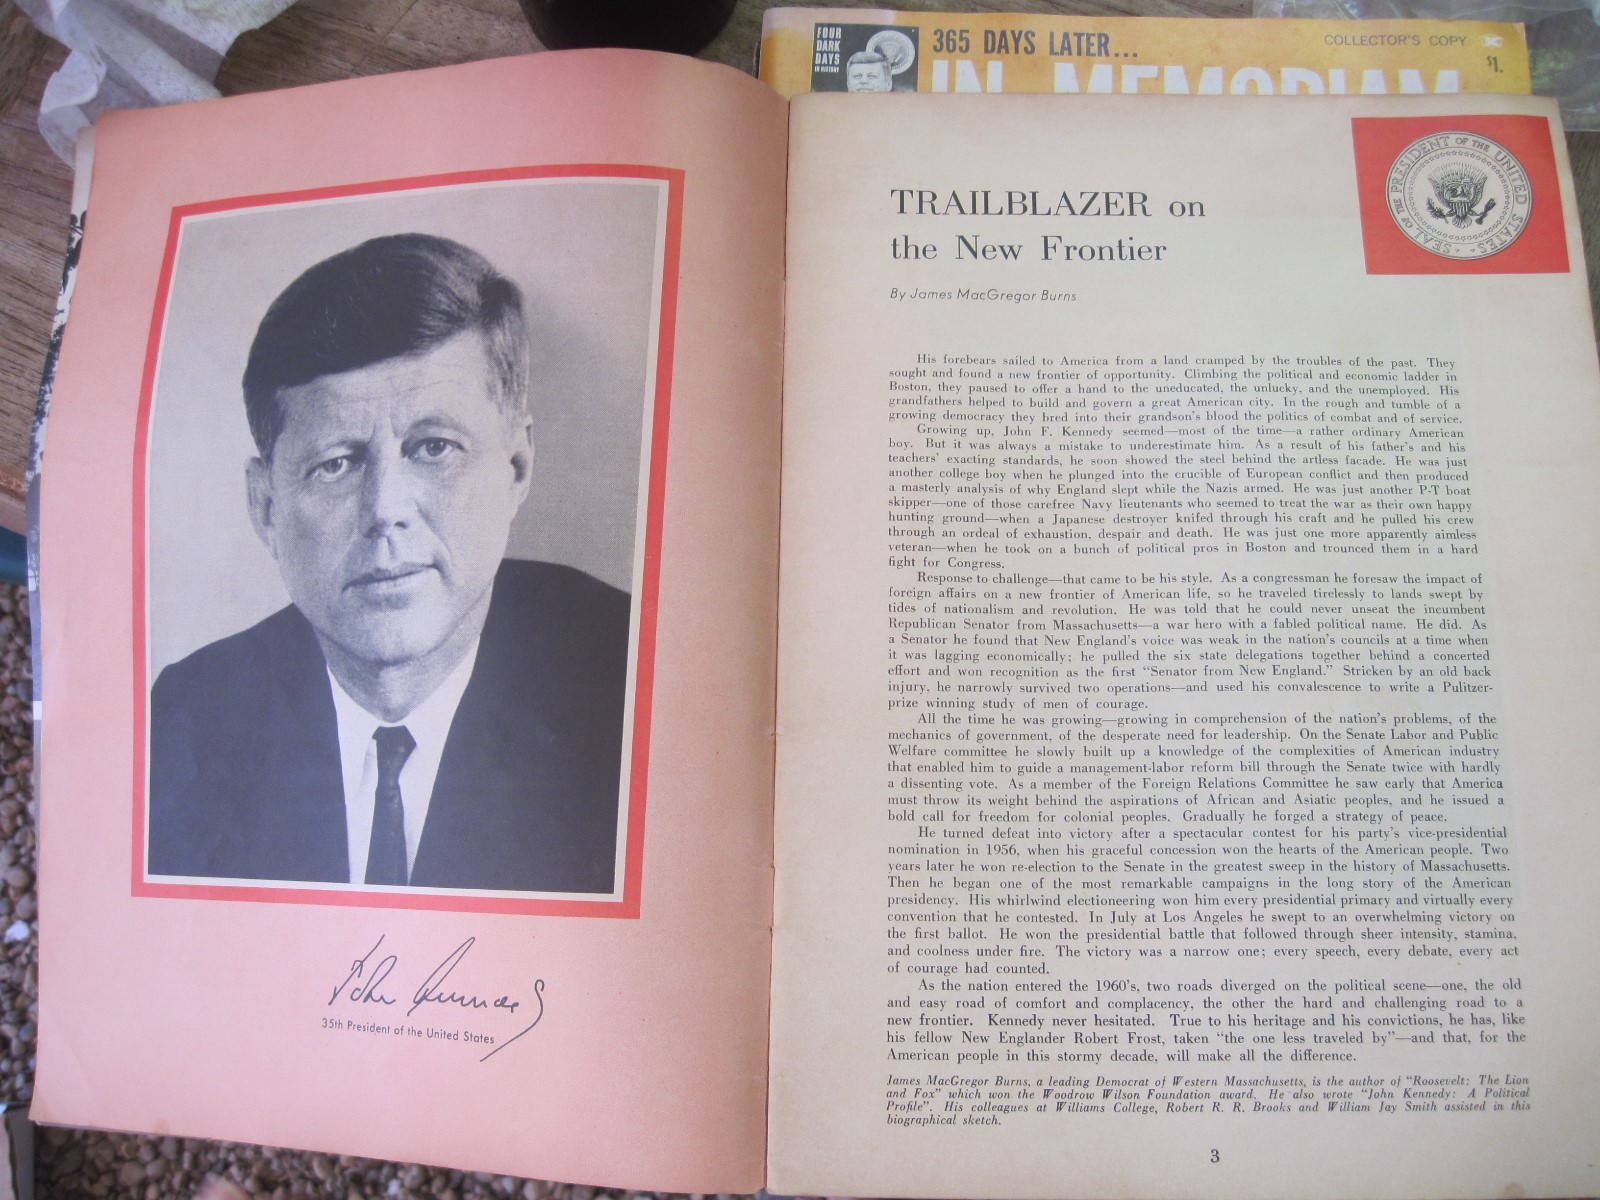 FOUR
DARK
DAYS
IN HISTORY
365 DAYS LATER...
COLLECTOR'S COPY
$1.
IN MEMORIAM
John Kennedy
35th President of the United States
SEAL OF THE PRESIDENT OF THE UNITED STATES
TRAILBLAZER on
the New Frontier
By James MacGregor Burns
His forebears sailed to America from a land cramped by the troubles of the past. They
sought and found a new frontier of opportunity. Climbing the political and economic ladder in
Boston, they paused to offer a hand to the uneducated, the unlucky, and the unemployed. His
grandfathers helped to build and govern a great American city. In the rough and tumble of a
growing democracy they bred into their grandson's blood the politics of combat and of service.
Growing up, John F. Kennedy seemed—most of the time—a rather ordinary American
boy. But it was always a mistake to underestimate him. As a result of his father's and his
teachers' exacting standards, he soon showed the steel behind the artless facade. He was just
another college boy when he plunged into the crucible of European conflict and then produced
a masterly analysis of why England slept while the Nazis armed. He was just another P-T boat
skipper—one of those carefree Navy lieutenants who seemed to treat the war as their own happy
hunting ground—when a Japanese destroyer knifed through his craft and he pulled his crew
through an ordeal of exhaustion, despair and death. He was just one more apparently aimless
veteran—when he took on a bunch of political pros in Boston and trounced them in a hard
fight for Congress.
Response to challenge—that came to be his style. As a congressman he foresaw the impact of
foreign affairs on a new frontier of American life, so he traveled tirelessly to lands swept by
tides of nationalism and revolution. He was told that he could never unseat the incumbent
Republican Senator from Massachusetts—a war hero with a fabled political name. He did. As
a Senator he found that New England's voice was weak in the nation's councils at a time when
it was lagging economically; he pulled the six state delegations together behind a concerted
effort and won recognition as the first "Senator from New England." Stricken by an old back
injury, he narrowly survived two operations—and used his convalescence to write a Pulitzer-
prize winning study of men of courage.
All the time he was growing—growing in comprehension of the nation's problems, of the
mechanics of government, of the desperate need for leadership. On the Senate Labor and Public
Welfare committee he slowly built up a knowledge of the complexities of American industry
that enabled him to guide a management-labor reform bill through the Senate twice with hardly
a dissenting vote. As a member of the Foreign Relations Committee he saw early that America
must throw its weight behind the aspirations of African and Asiatic peoples, and he issued a
bold call for freedom for colonial peoples. Gradually he forged a strategy of peace.
He turned defeat into victory after a spectacular contest for his party's vice-presidential
nomination in 1956, when his graceful concession won the hearts of the American people. Two
years later he won re-election to the Senate in the greatest sweep in the history of Massachusetts.
Then he began one of the most remarkable campaigns in the long story of the American
presidency. His whirlwind electioneering won him every presidential primary and virtually every
convention that he contested. In July at Los Angeles he swept to an overwhelming victory on
the first ballot. He won the presidential battle that followed through sheer intensity, stamina,
and coolness under fire. The victory was a narrow one; every speech, every debate, every act
of courage had counted.
As the nation entered the 1960's, two roads diverged on the political scene—one, the old
and easy road of comfort and complacency, the other the hard and challenging road to a
new frontier. Kennedy never hesitated. True to his heritage and his convictions, he has, like
his fellow New Englander Robert Frost, taken "the one less traveled by"—and that, for the
American people in this stormy decade, will make all the difference.
James MacGregor Burns, a leading Democrat of Western Massachusetts, is the author of "Roosevelt: The Lion
and Fox" which won the Woodrow Wilson Foundation award. He also wrote "John Kennedy: A Political
Profile". His colleagues at Williams College, Robert R. R. Brooks and William Jay Smith assisted in this
biographical sketch.
3